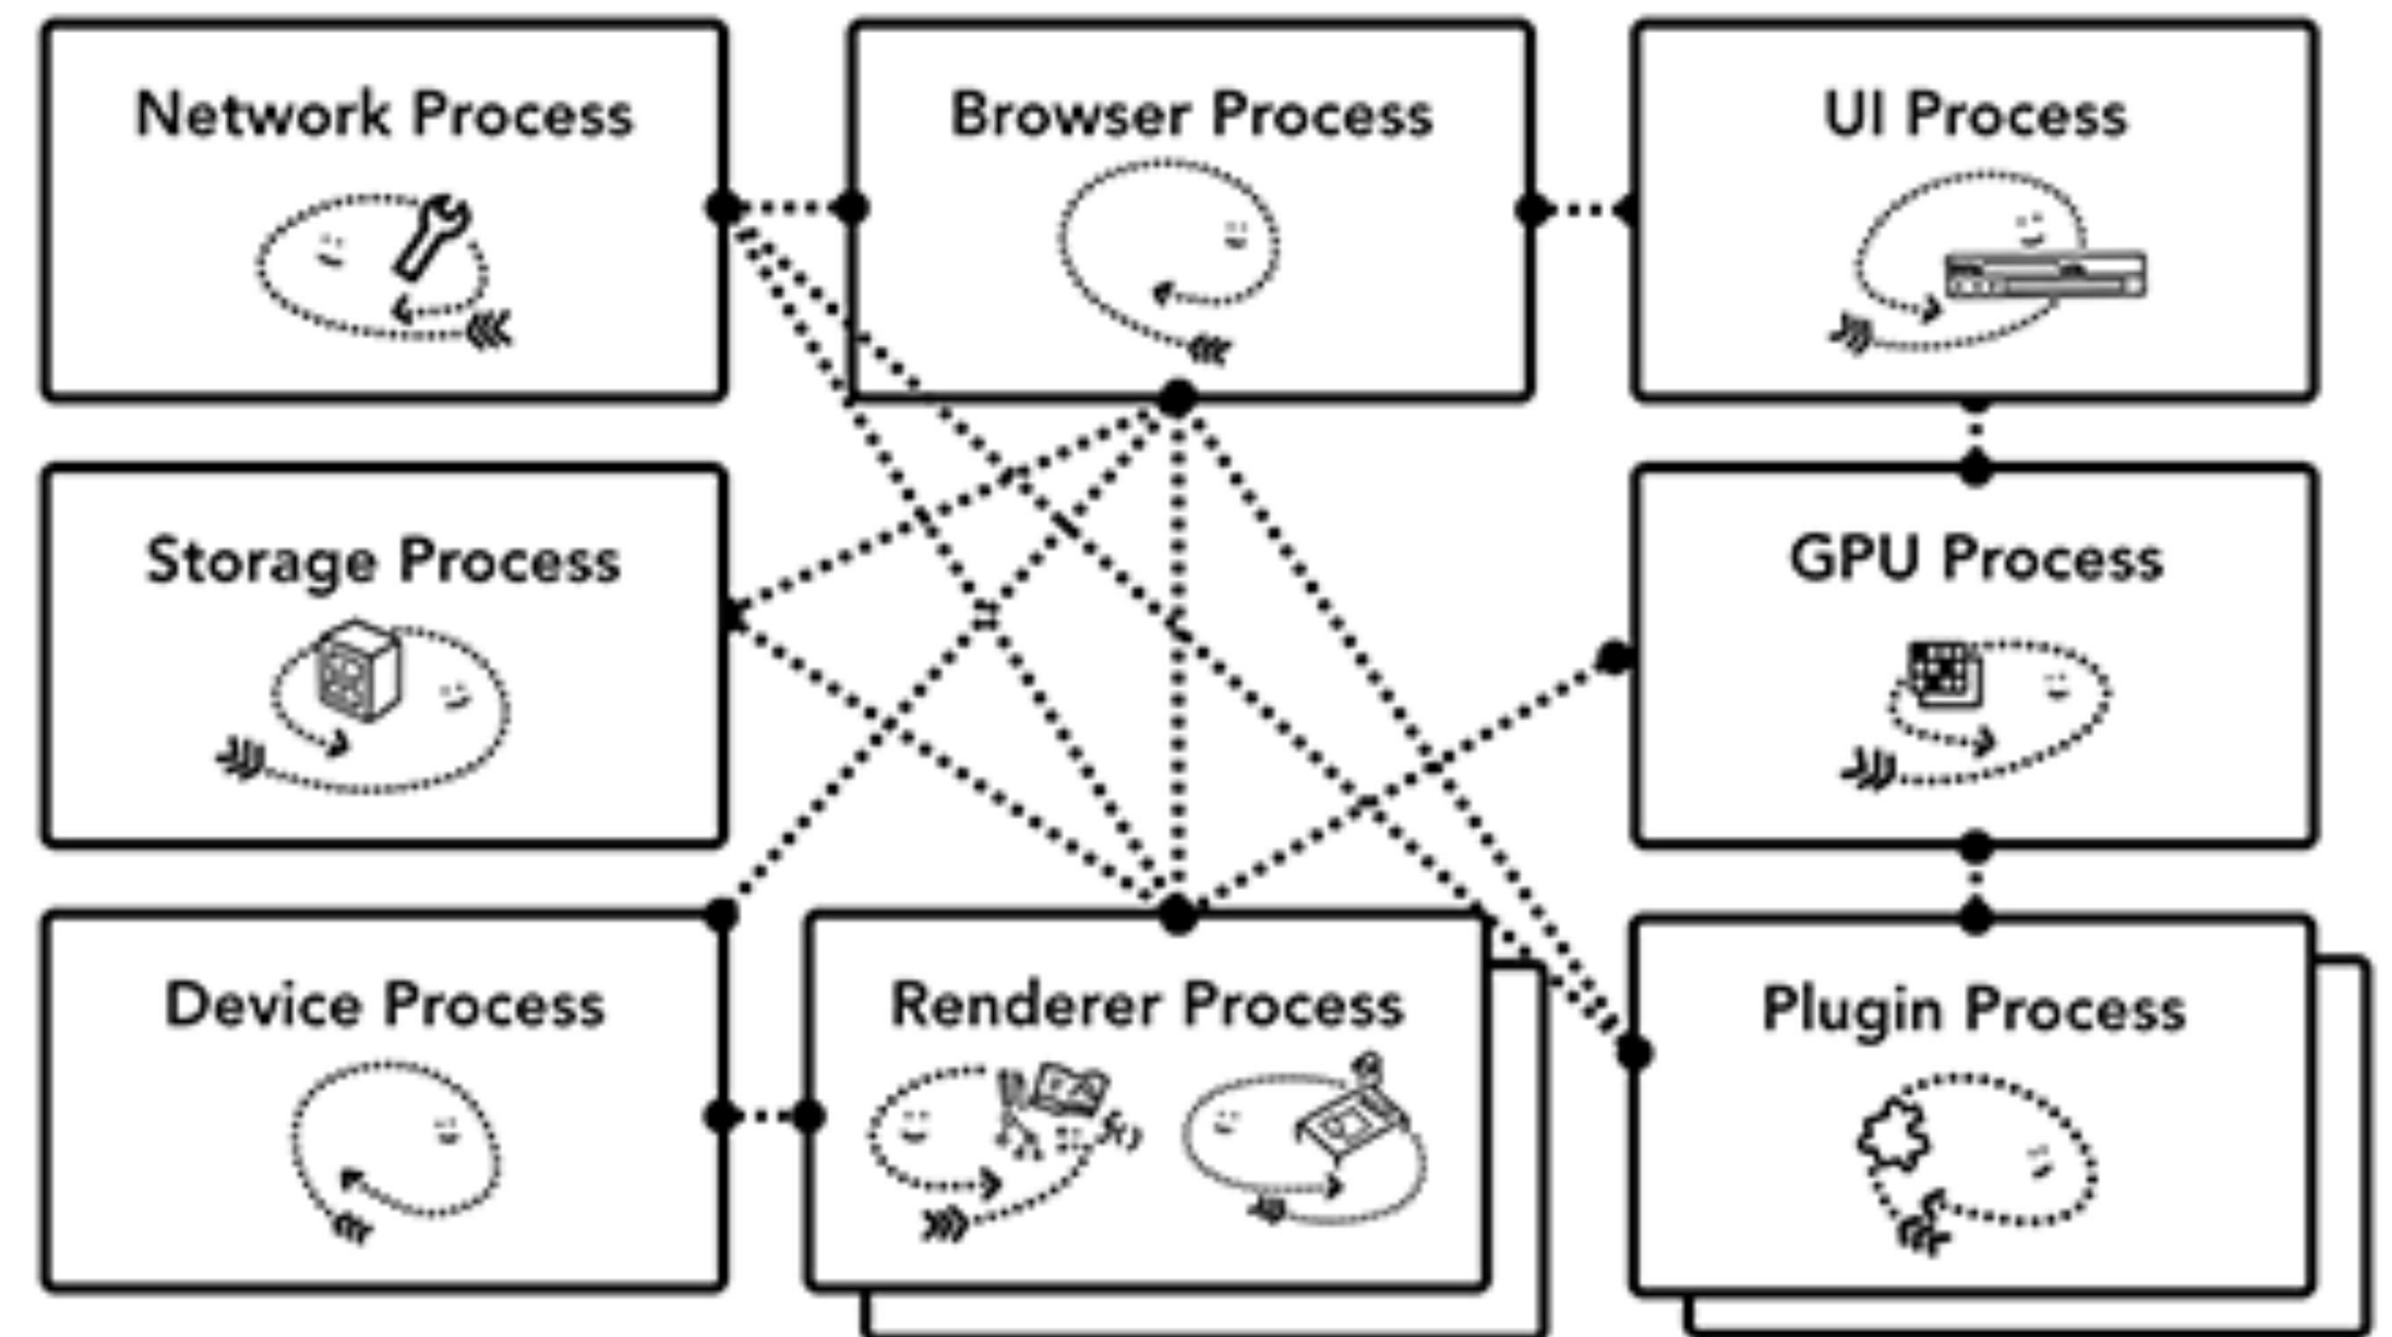 Network Process
Browser Process
UI Process
Storage Process
GPU Process
Device Process
Renderer Process
Plugin Process